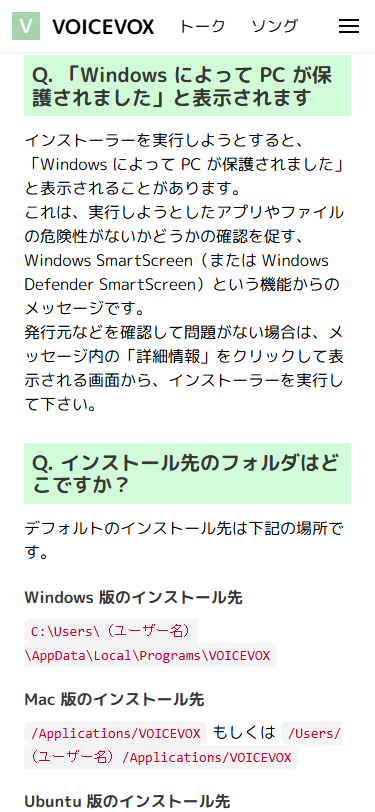 V VOICEVOX トーク ソング
Q. 「Windows によって PC が保
護されました」と表示されます
インストーラーを実行しようとすると、
「Windows によって PC が保護されました」
と表示されることがあります。
これは、実行しようとしたアプリやファイル
の危険性がないかどうかの確認を促す、
Windows SmartScreen（または Windows
Defender SmartScreen）という機能からの
メッセージです。
発行元などを確認して問題がない場合は、メ
ッセージ内の「詳細情報」をクリックして表
示される画面から、インストーラーを実行し
て下さい。
Q. インストール先のフォルダはど
こですか？
デフォルトのインストール先は下記の場所で
す。
Windows 版のインストール先
C:\Users\（ユーザー名）
\AppData\Local\Programs\VOICEVOX
Mac 版のインストール先
/Applications/VOICEVOX もしくは /Users/
（ユーザー名）/Applications/VOICEVOX
Ubuntu 版のインストール先